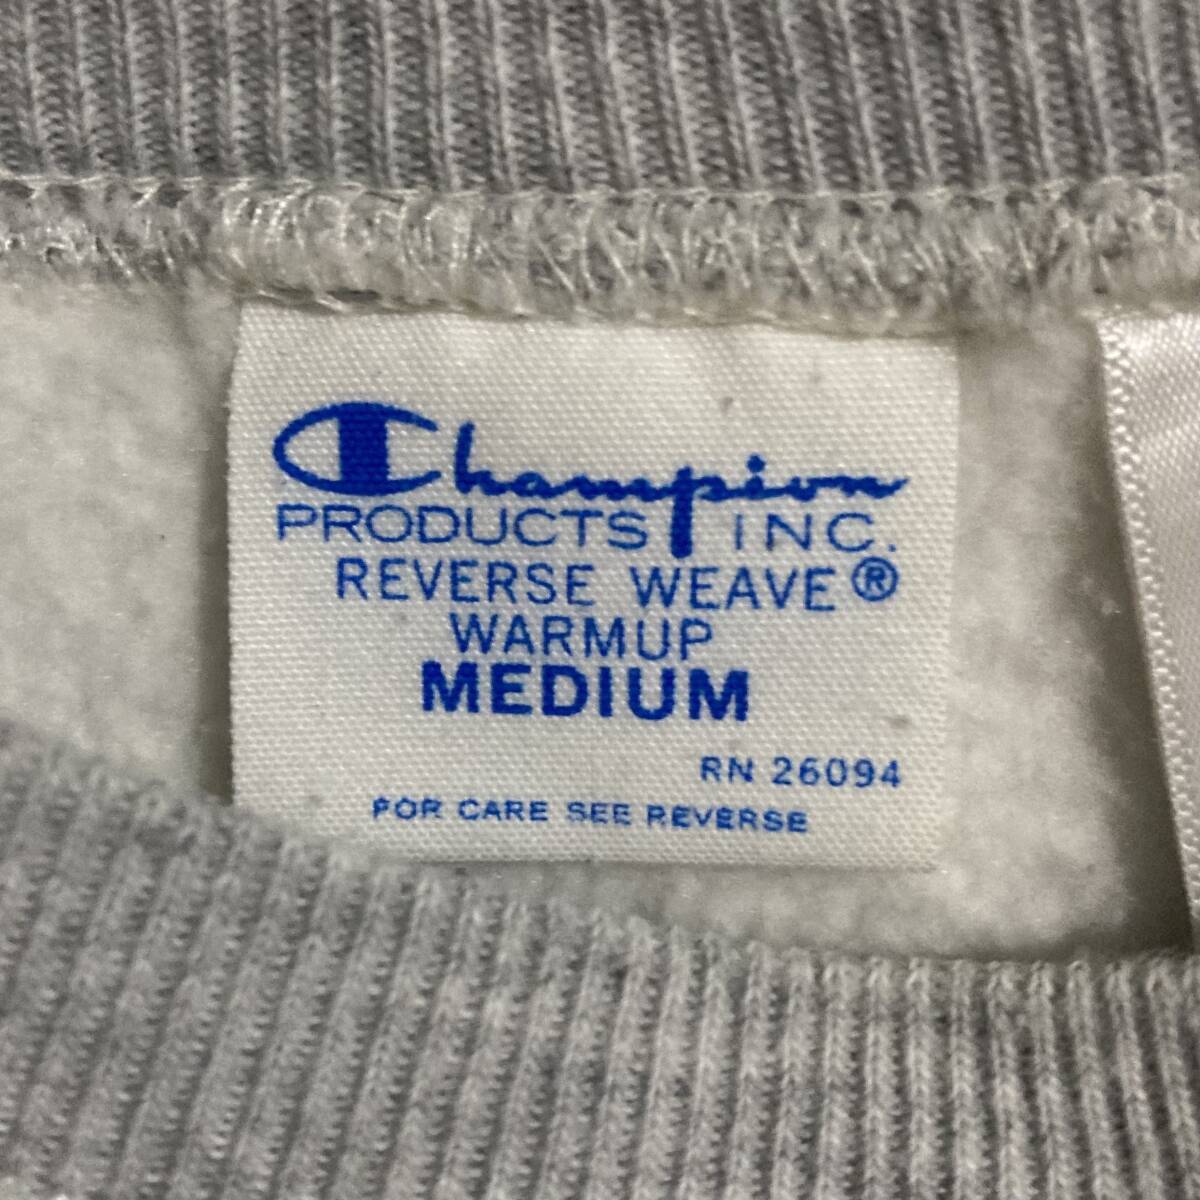 Champion
PRODUCTS INC.
REVERSE WEAVE®
WARMUP
MEDIUM
RN 26094
FOR CARE SEE REVERSE